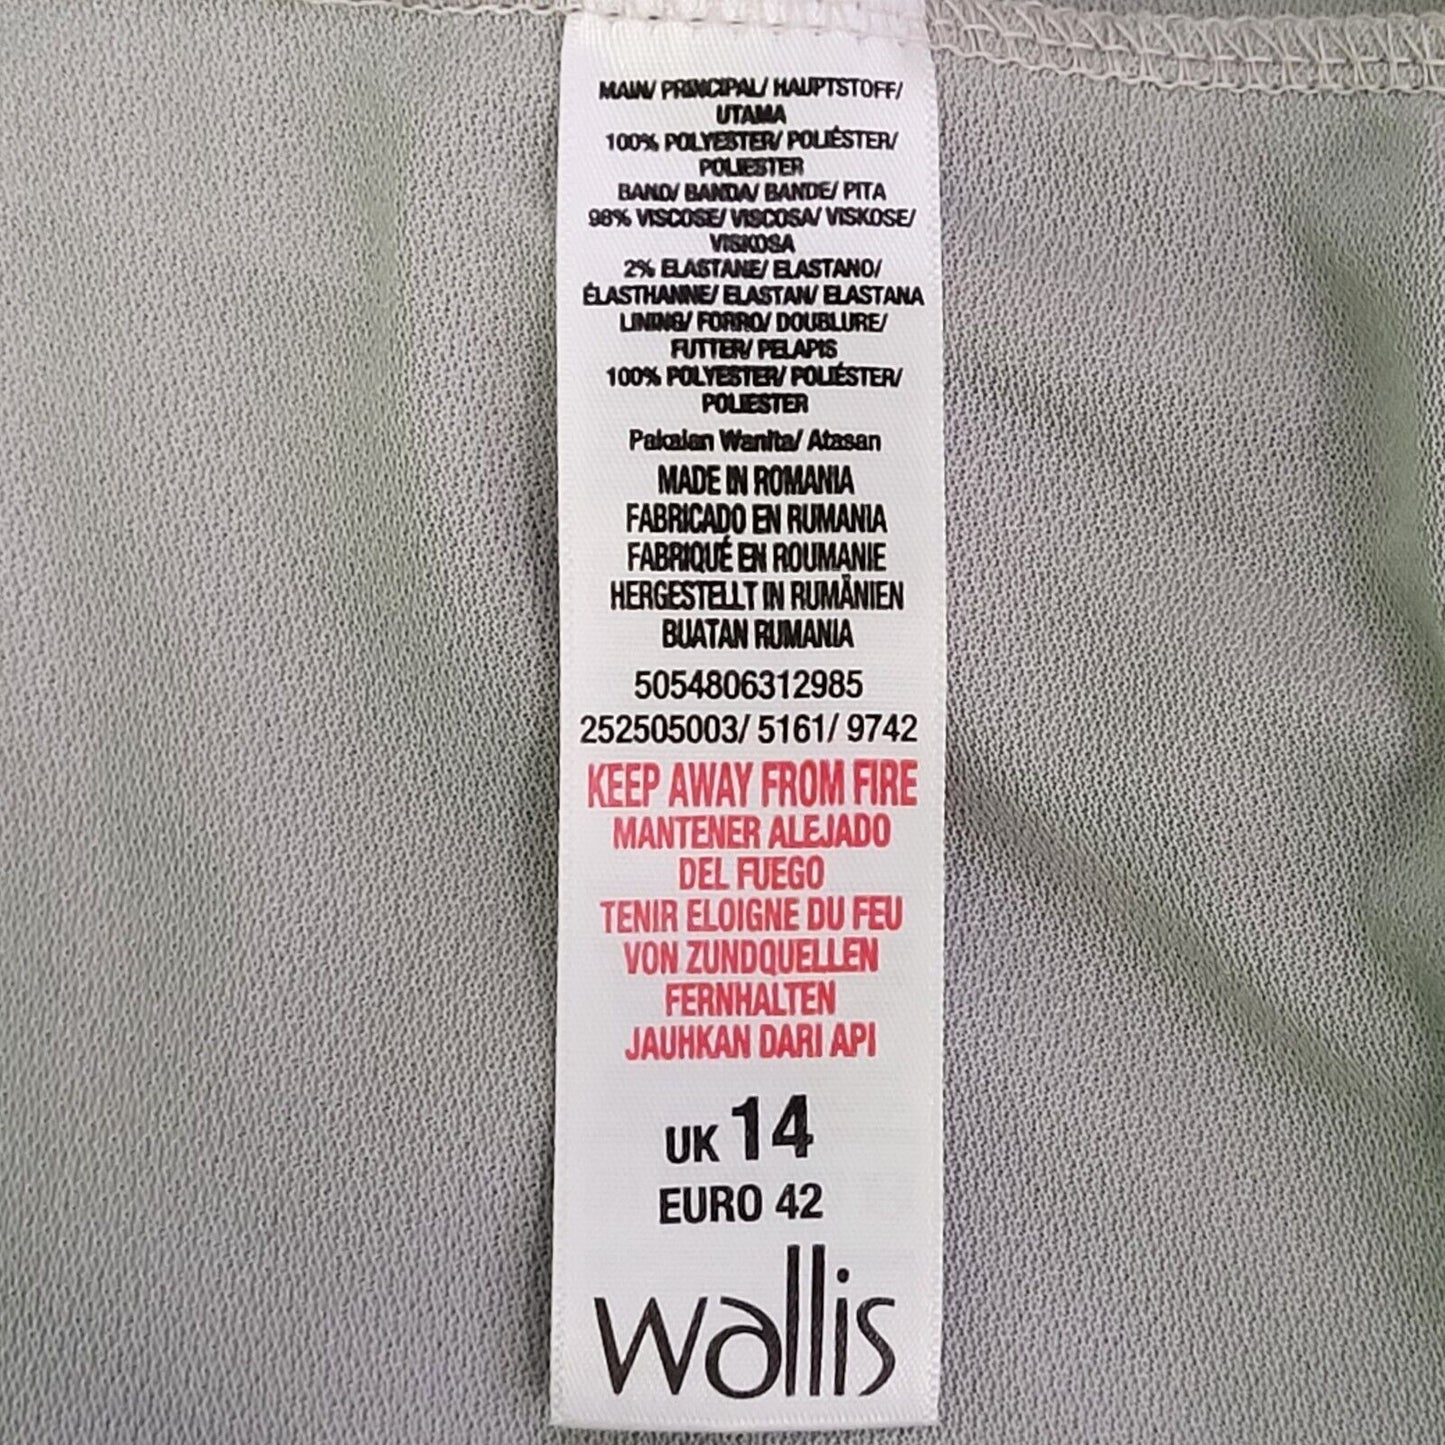 MAIN/ PRINCIPAL/ HAUPTSTOFF/
UTAMA
100% POLYESTER/ POLIÉSTER/
POLIESTER
BAND/ BANDA/ BANDE/ PITA
98% VISCOSE/ VISCOSA/ VISKOSE/
VISKOSA
2% ELASTANE/ ELASTANO/
ÉLASTHANNE/ ELASTAN/ ELASTANA
LINING/ FORRO/ DOUBLURE/
FUTTER/ PELAPIS
100% POLYESTER/ POLIÉSTER/
POLIESTER
Pakaian Wanita/ Atasan
MADE IN ROMANIA
FABRICADO EN RUMANIA
FABRIQUÉ EN ROUMANIE
HERGESTELLT IN RUMÄNIEN
BUATAN RUMANIA
5054806312985
252505003/ 5161/ 9742
KEEP AWAY FROM FIRE
MANTENER ALEJADO
DEL FUEGO
TENIR ELOIGNE DU FEU
VON ZUNDQUELLEN
FERNHALTEN
JAUHKAN DARI API
UK 14
EURO 42
wallis